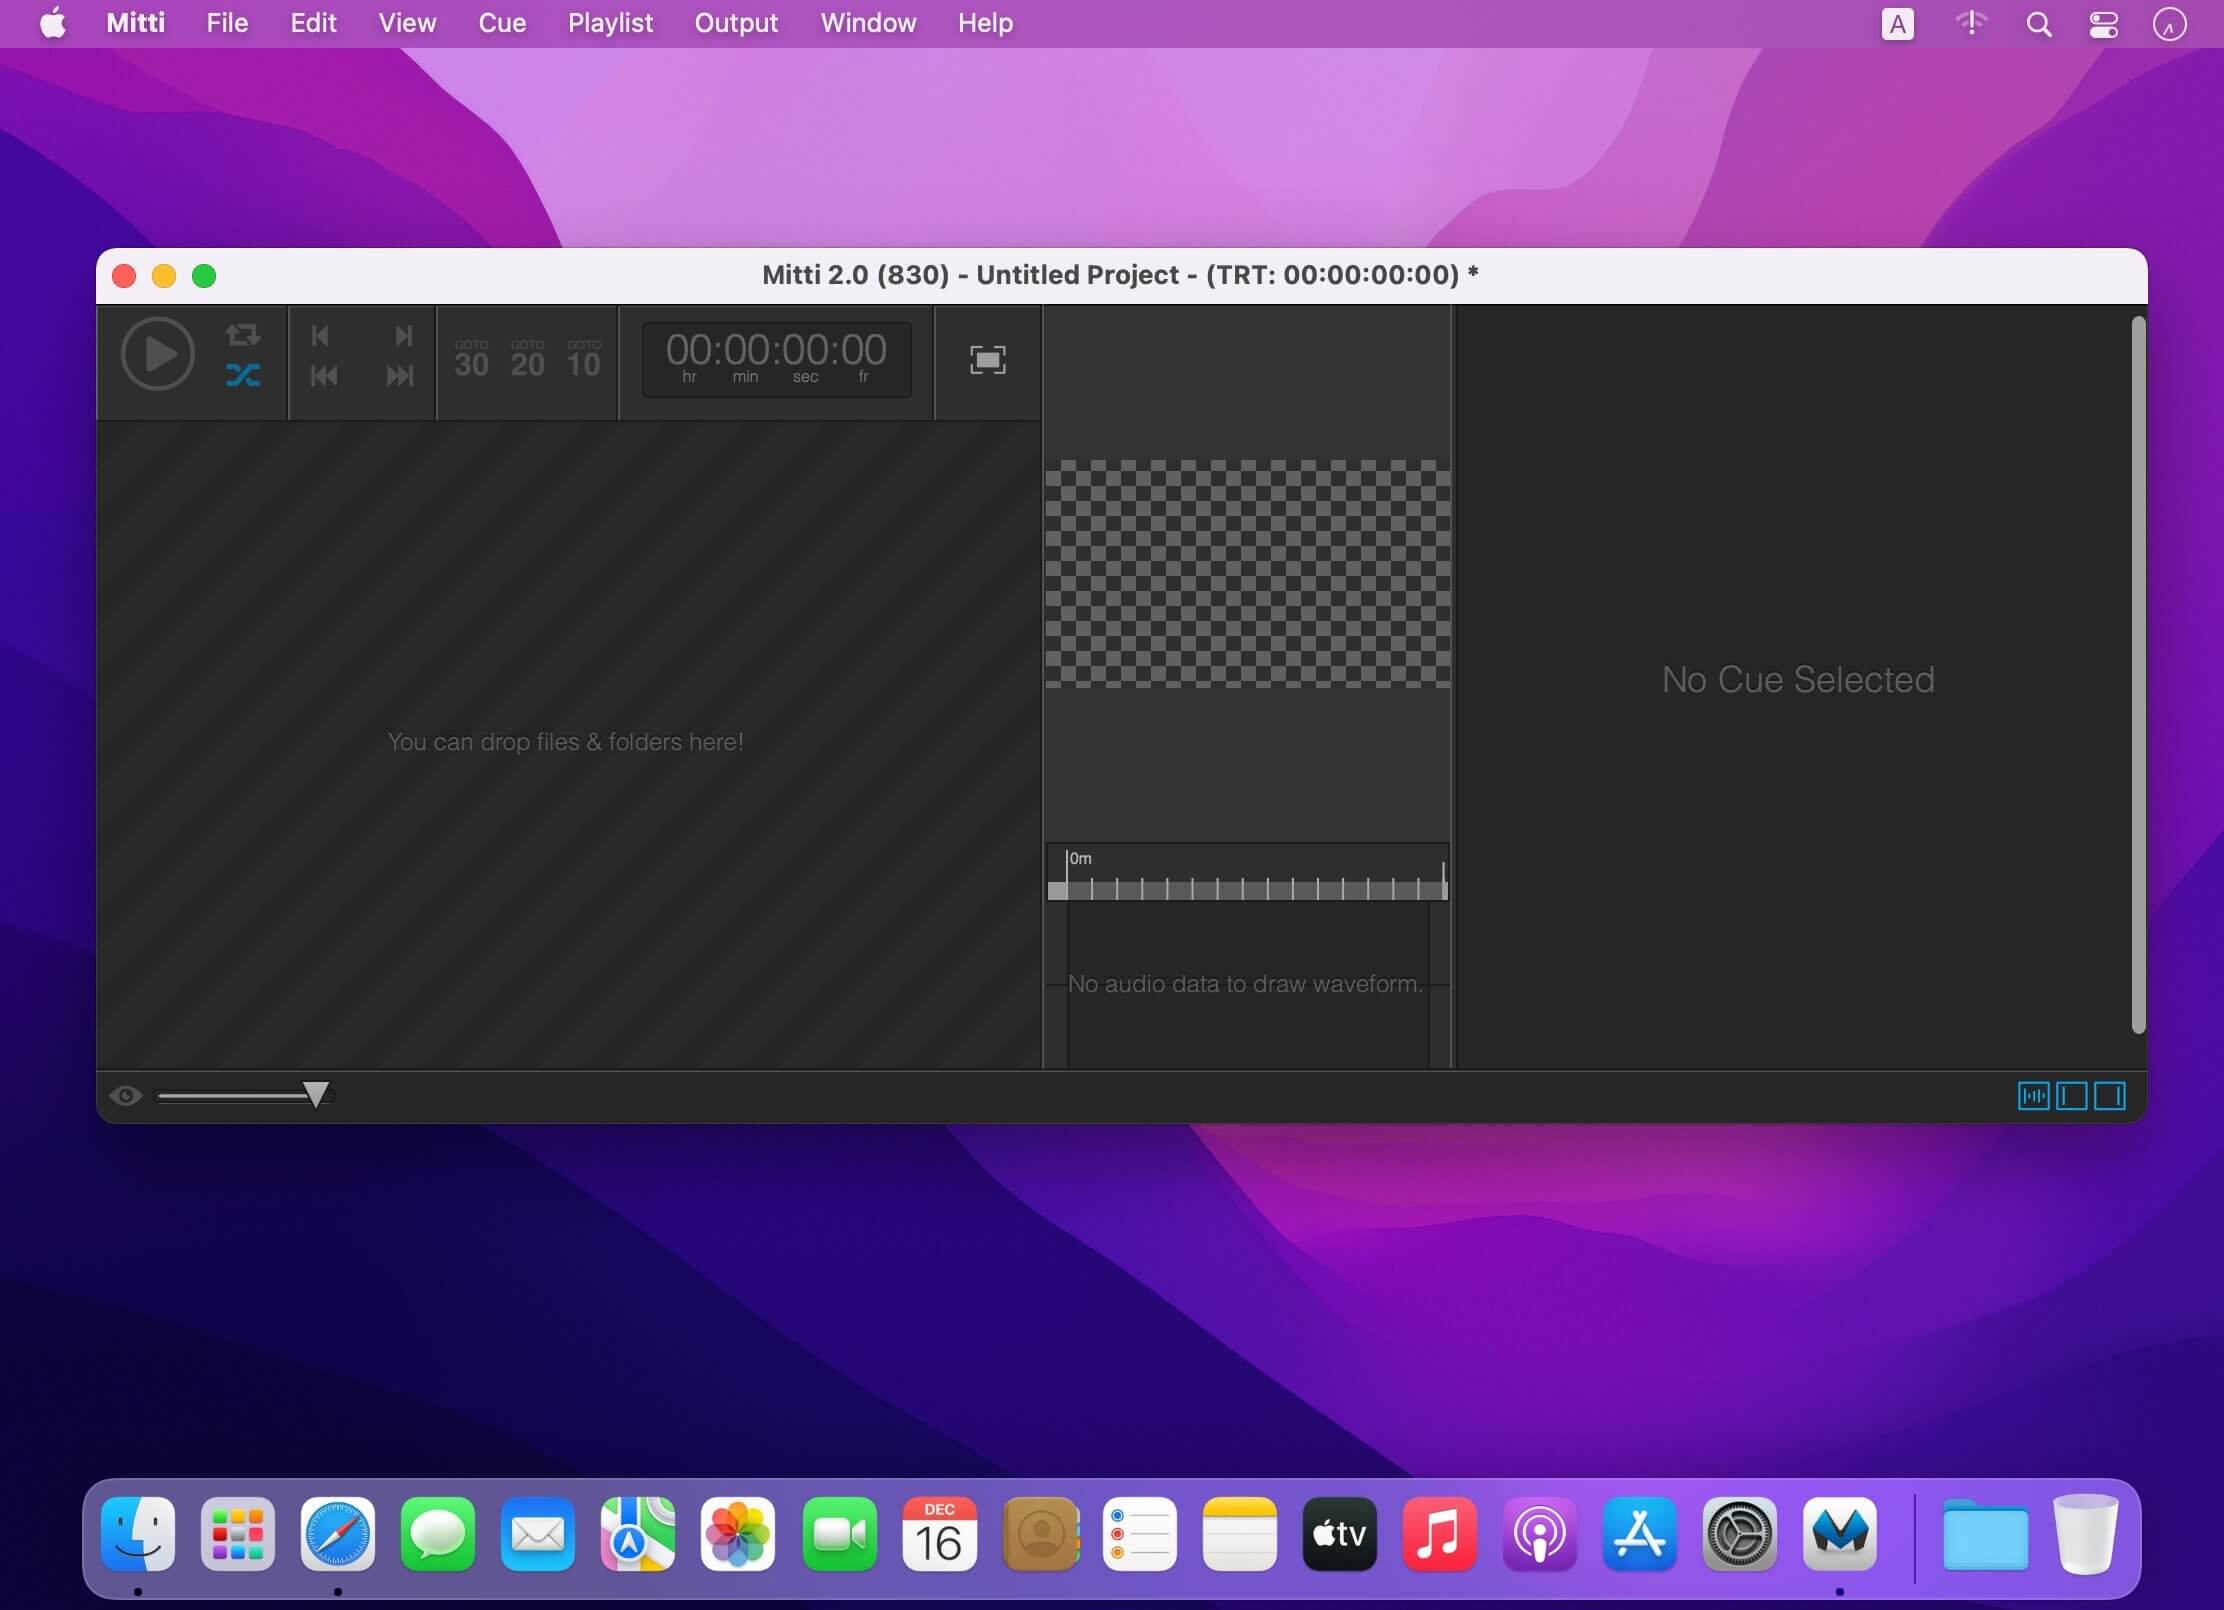 Mitti File Edit View Cue Playlist Output Window Help
A
Mitti 2.0 (830) - Untitled Project - (TRT: 00:00:00:00) *
GOTO GOTO GOTO
30 20 10
00:00:00:00
hr min sec fr
You can drop files & folders here!
No Cue Selected
0m
No audio data to draw waveform.
DEC
16
tv